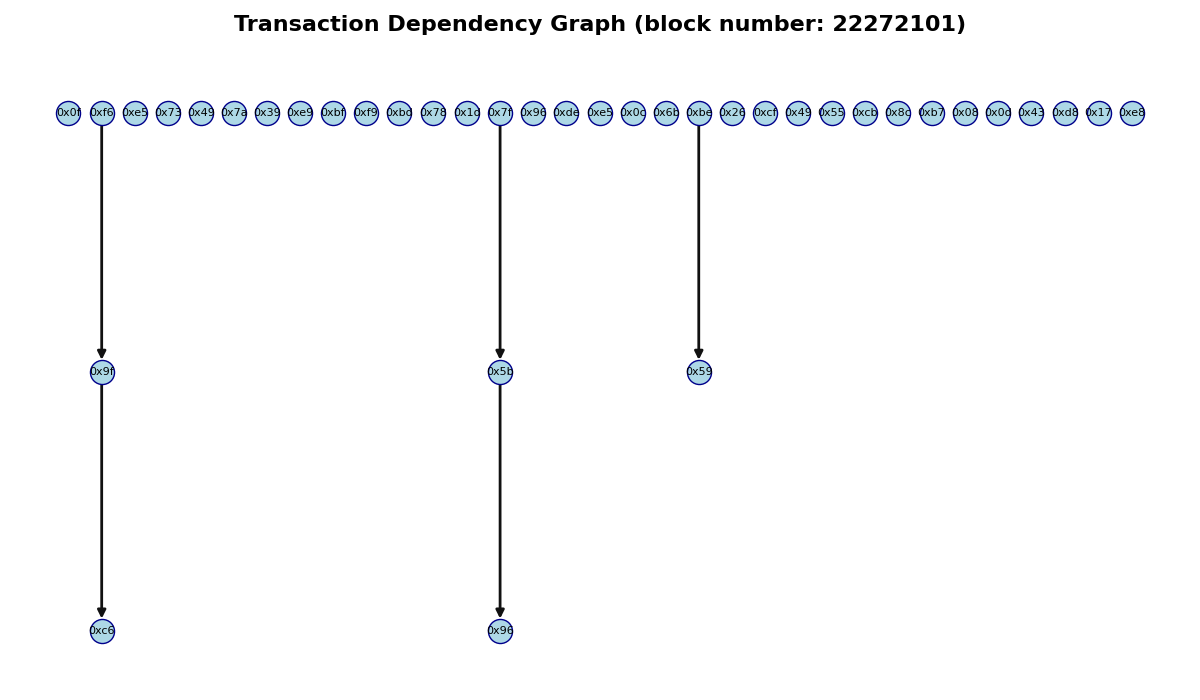 Transaction Dependency Graph (block number: 22272101)
0x0f 0xf6 0xe5 0x73 0x49 0x7a 0x39 0xe9 0xbf 0xf9 0xbd 0x78 0x1d 0x7f 0x96 0xde 0xe5 0x0c 0x6b 0xbe 0x26 0xcf 0x49 0x55 0xcb 0x8c 0xb7 0x08 0x0d 0x43 0xd8 0x17 0xe8
0x9f 0x5b 0x59
0xc6 0x96